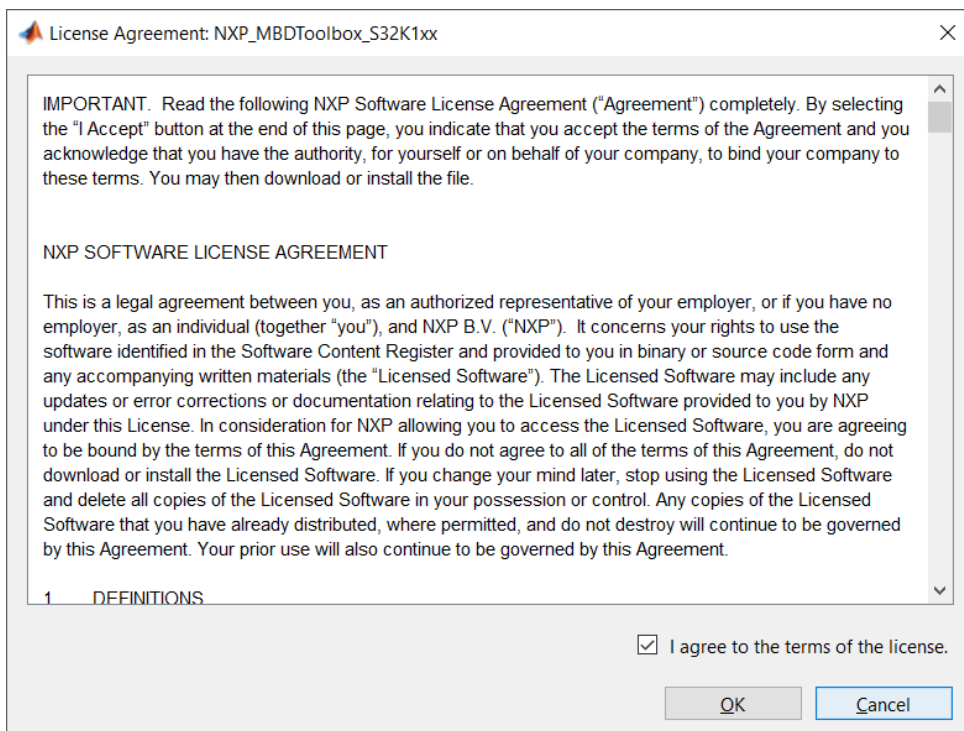 License Agreement: NXP_MBDToolbox_S32K1xx
IMPORTANT.  Read the following NXP Software License Agreement (“Agreement”) completely. By selecting
the “I Accept” button at the end of this page, you indicate that you accept the terms of the Agreement and you
acknowledge that you have the authority, for yourself or on behalf of your company, to bind your company to
these terms. You may then download or install the file.
NXP SOFTWARE LICENSE AGREEMENT
This is a legal agreement between you, as an authorized representative of your employer, or if you have no
employer, as an individual (together “you”), and NXP B.V. (“NXP”).  It concerns your rights to use the
software identified in the Software Content Register and provided to you in binary or source code form and
any accompanying written materials (the “Licensed Software”). The Licensed Software may include any
updates or error corrections or documentation relating to the Licensed Software provided to you by NXP
under this License. In consideration for NXP allowing you to access the Licensed Software, you are agreeing
to be bound by the terms of this Agreement. If you do not agree to all of the terms of this Agreement, do not
download or install the Licensed Software. If you change your mind later, stop using the Licensed Software
and delete all copies of the Licensed Software in your possession or control. Any copies of the Licensed
Software that you have already distributed, where permitted, and do not destroy will continue to be governed
by this Agreement. Your prior use will also continue to be governed by this Agreement.
1 DEFINITIONS
I agree to the terms of the license.
OK
Cancel